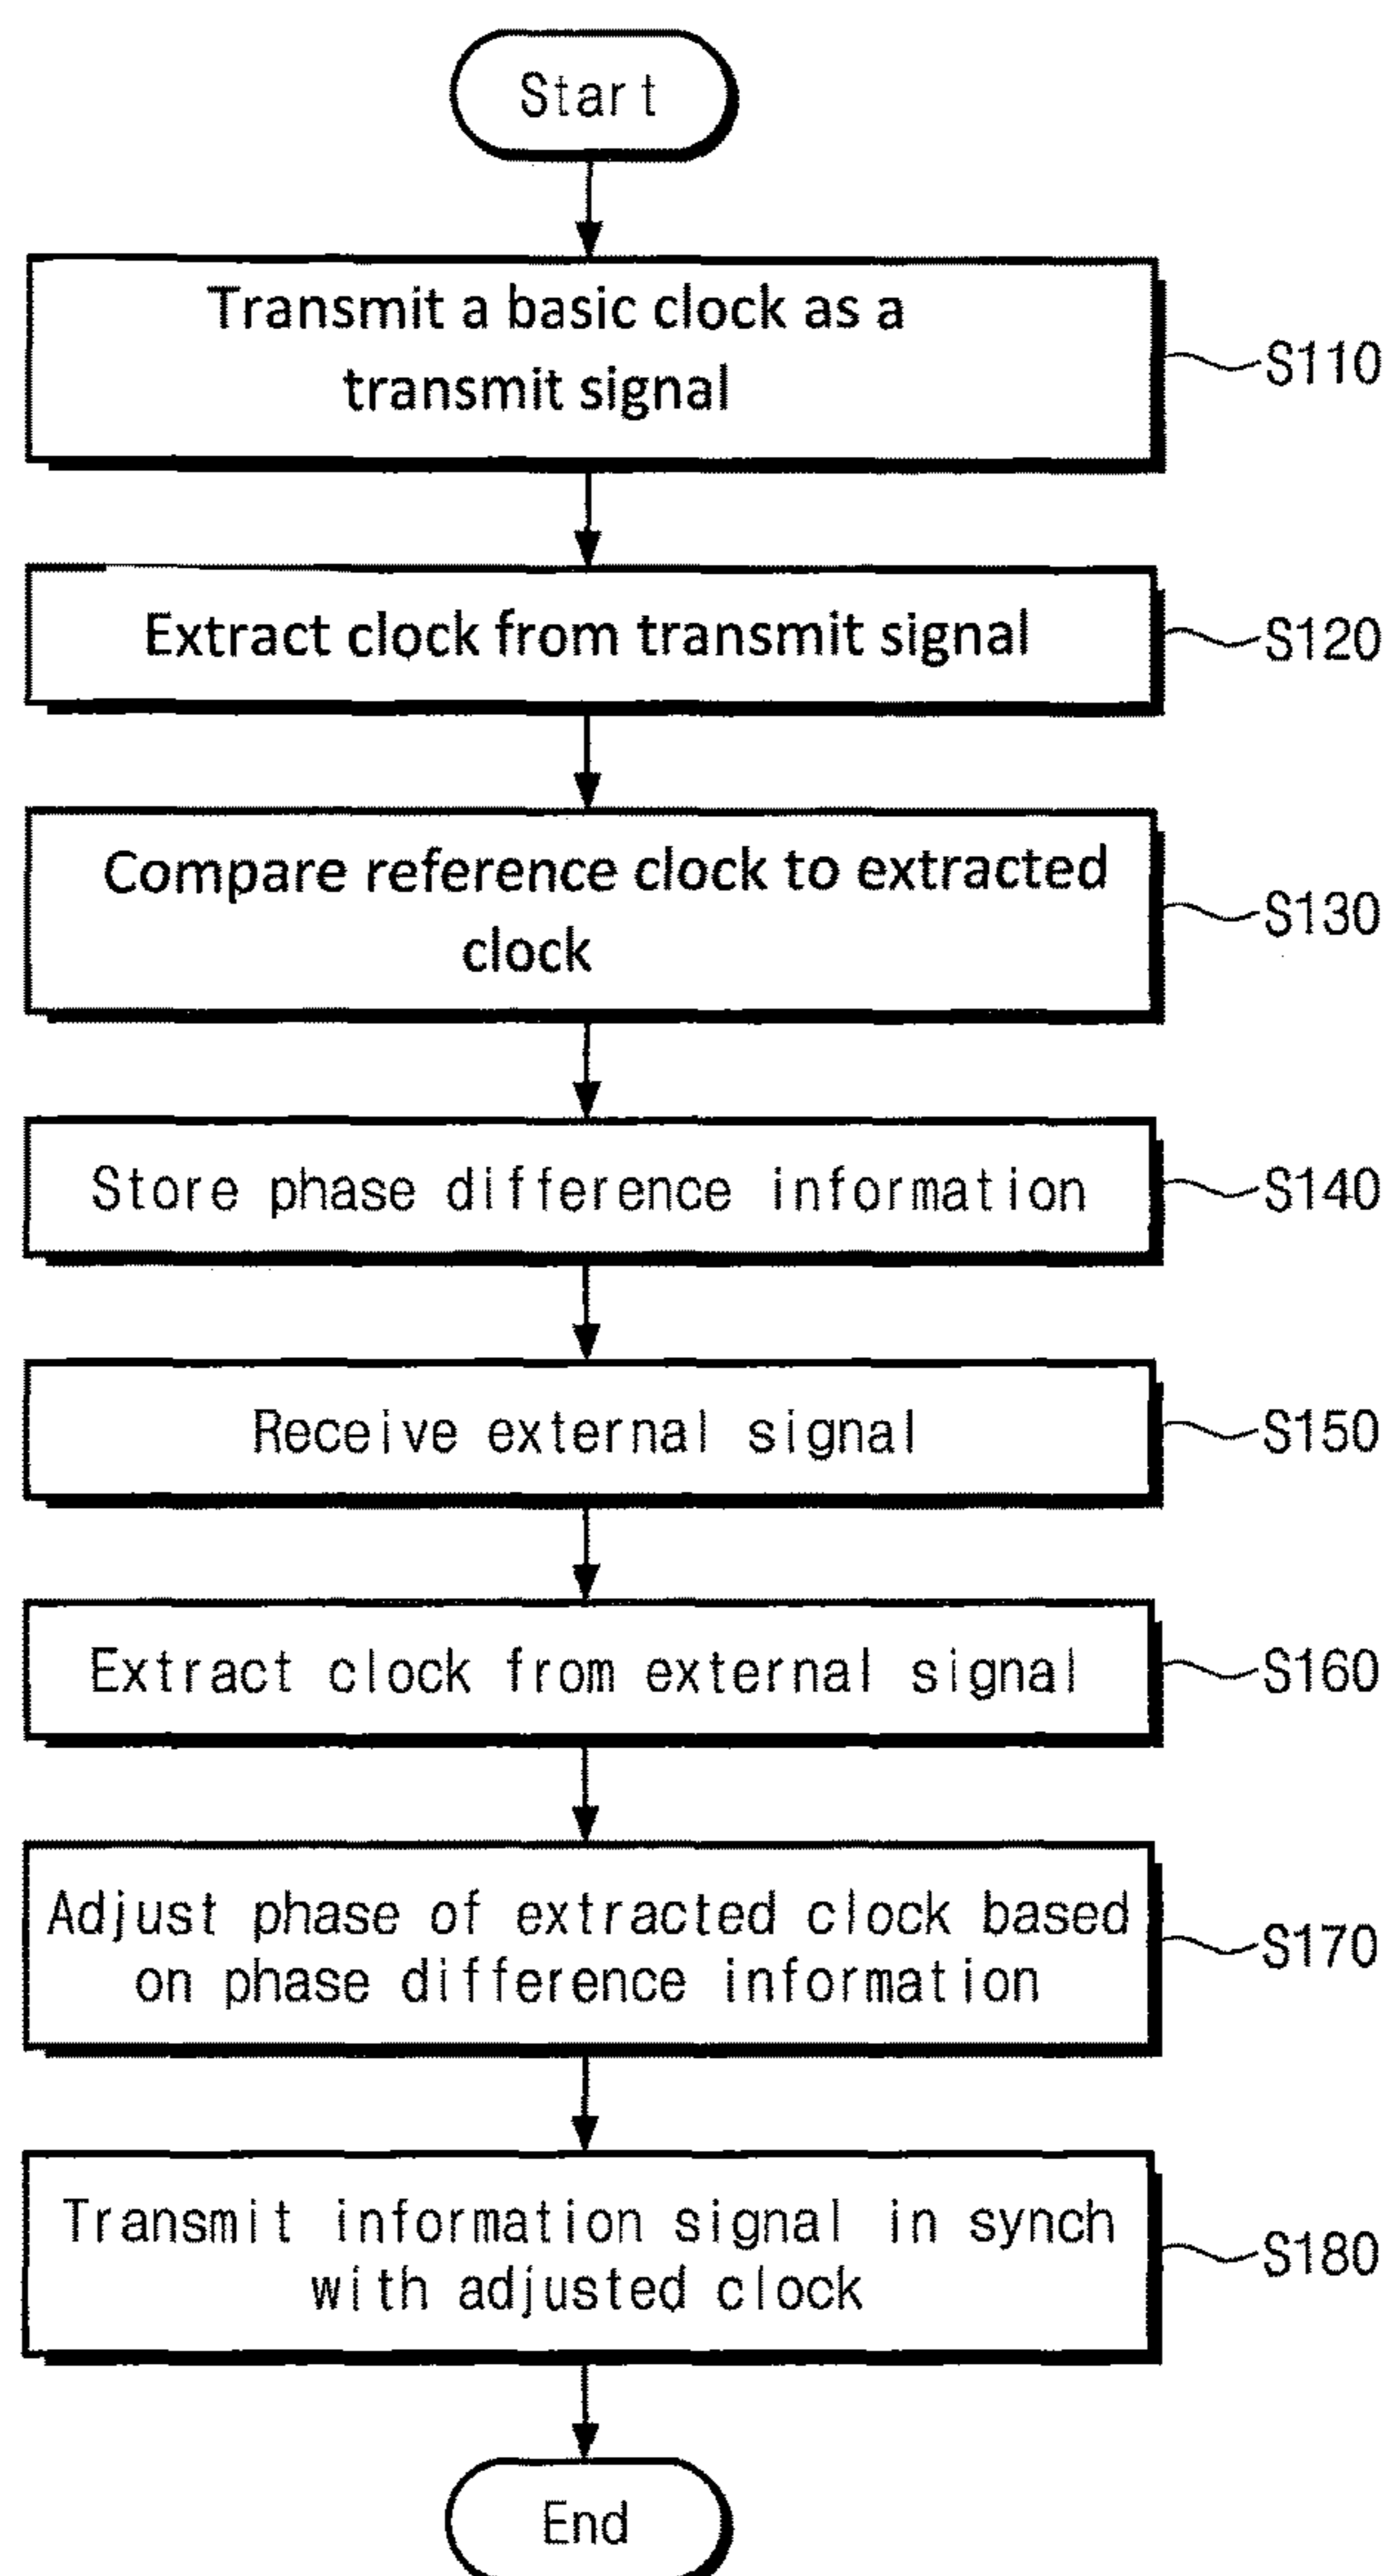 Start
Transmit a basic clock as a
transmit signal
S110
Extract clock from transmit signal
S120
Compare reference clock to extracted
clock
S130
Store phase difference information
S140
Receive external signal
S150
Extract clock from external signal
S160
Adjust phase of extracted clock based
on phase difference information
S170
Transmit information signal in synch
with adjusted clock
S180
End